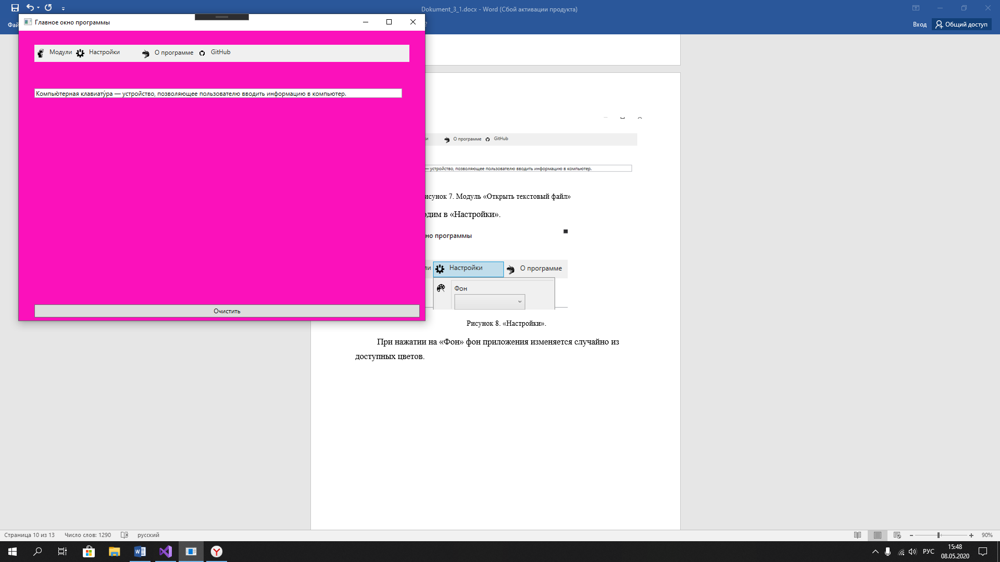 Dokument_3_1.docx - Word (Сбой активации продукта)
Вход
Общий доступ
Главное окно программы
Модули
Настройки
О программе
GitHub
Компью́терная клавиату́ра — устройство, позволяющее пользователю вводить информацию в компьютер.
Очистить
О программе
GitHub
— устройство, позволяющее пользователю вводить информацию в компьютер.
исунок 7. Модуль «Открыть текстовый файл»
одим в «Настройки».
но программы
ли
Настройки
О программе
Фон
Рисунок 8. «Настройки».
При нажатии на «Фон» фон приложения изменяется случайно из
доступных цветов.
Страница 10 из 13
Число слов: 1290
русский
90%
РУС
15:48
08.05.2020